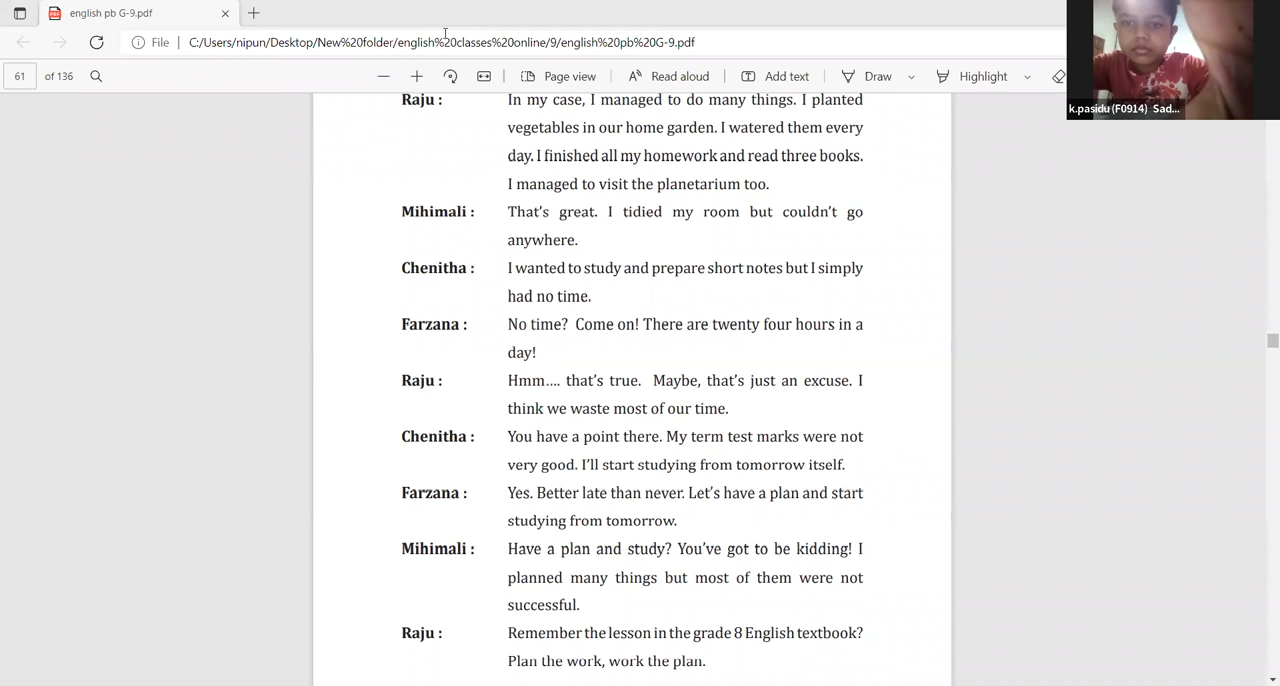 english pb G-9.pdf
File
C:/Users/nipun/Desktop/New%20folder/english%20classes%20online/9/english%20pb%20G-9.pdf
61 of 136
Page view
Read aloud
Add text
Draw
Highlight
k.pasidu (F0914) Sad...
Raju : In my case, I managed to do many things. I planted
vegetables in our home garden. I watered them every
day. I finished all my homework and read three books.
I managed to visit the planetarium too.
Mihimali : That's great. I tidied my room but couldn't go
anywhere.
Chenitha : I wanted to study and prepare short notes but I simply
had no time.
Farzana : No time? Come on! There are twenty four hours in a
day!
Raju : Hmm.... that's true. Maybe, that's just an excuse. I
think we waste most of our time.
Chenitha : You have a point there. My term test marks were not
very good. I'll start studying from tomorrow itself.
Farzana : Yes. Better late than never. Let's have a plan and start
studying from tomorrow.
Mihimali : Have a plan and study? You've got to be kidding! I
planned many things but most of them were not
successful.
Raju : Remember the lesson in the grade 8 English textbook?
Plan the work, work the plan.